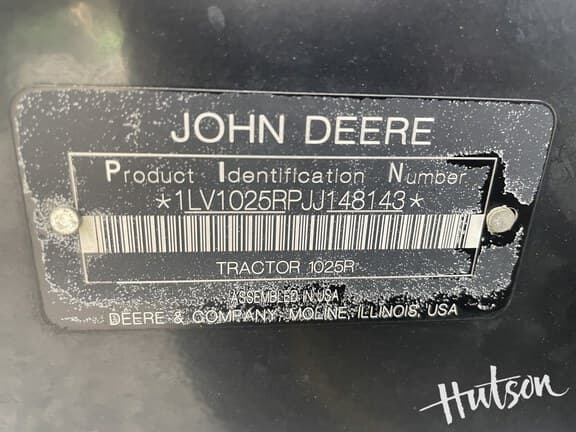 JOHN DEERE
Product Identification Number
*1LV1025RPJJ148143*
TRACTOR 1025R
ASSEMBLED IN USA
DEERE & COMPANY, MOLINE, ILLINOIS, USA
Hutson